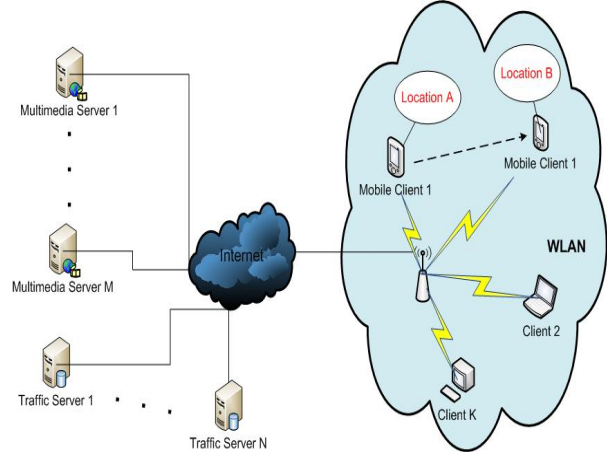 Multimedia Server 1
Multimedia Server M
Traffic Server 1
Traffic Server N
Internet
Location A
Location B
Mobile Client 1
Mobile Client 1
WLAN
Client 2
Client K